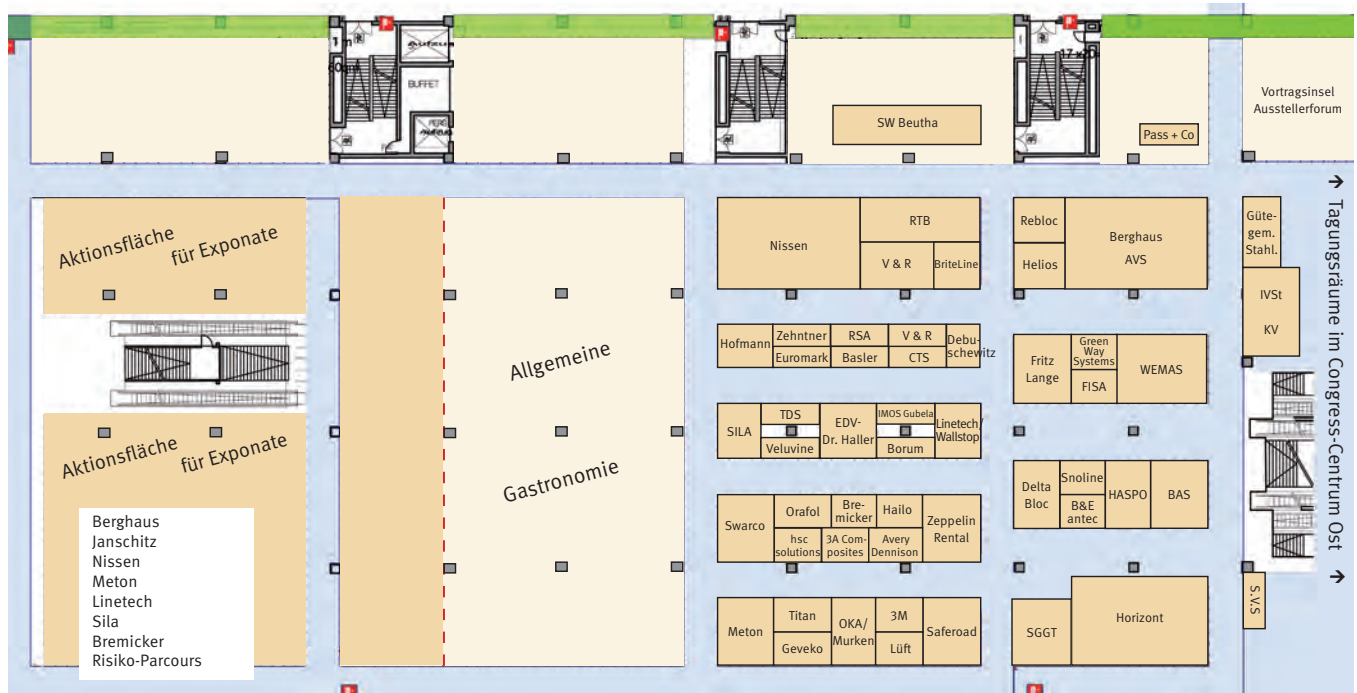 1 m
60qm
BUFFET
PERS
17 x
SW Beutha
Pass + Co
Vortragsinsel
Ausstellerforum
Aktionsfläche
für Exponate
Aktionsfläche
für Exponate
Berghaus
Janschitz
Nissen
Meton
Linetech
Sila
Bremicker
Risiko-Parcours
Allgemeine
Gastronomie
Nissen
RTB
V & R
BriteLine
Rebloc
Helios
Berghaus
AVS
Güte-
gem.
Stahl.
IVSt
KV
Hofmann
Zehntner
RSA
V & R
Debu-
schewitz
Euromark
Basler
CTS
Fritz
Lange
Green
Way
Systems
FISA
WEMAS
SILA
TDS
Veluvine
EDV-
Dr. Haller
IMOS Gubela
Borum
Linetech/
Wallstop
Delta
Bloc
Snoline
B&E
antec
HASPO
BAS
Swarco
Orafol
Bre-
micker
Hailo
Zeppelin
Rental
hsc
solutions
3A Com-
posites
Avery
Dennison
Meton
Titan
Geveko
OKA/
Murken
3M
Lüft
Saferoad
SGGT
Horizont
S.V.S
→ Tagungsräume im Congress-Centrum Ost →